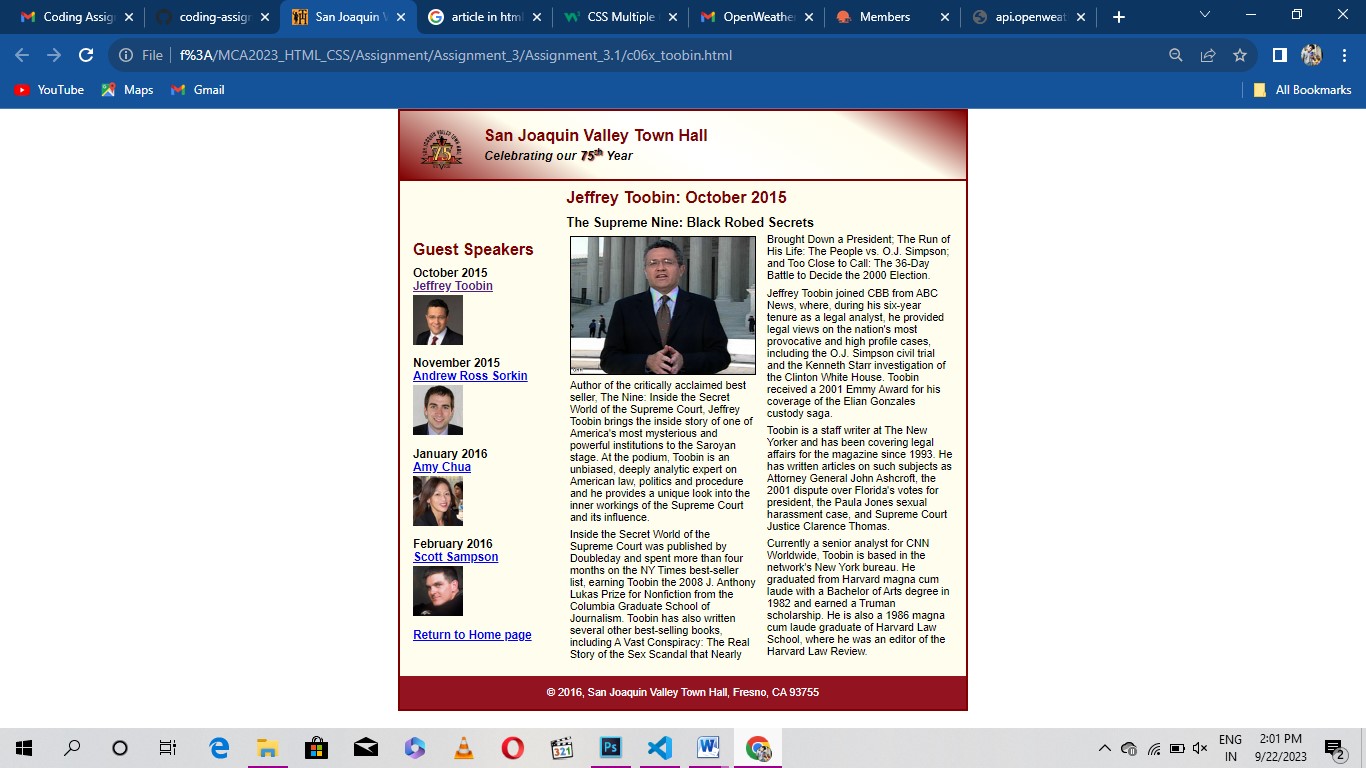 Coding Assig
coding-assign
San Joaquin V
article in html
CSS Multiple
OpenWeather
Members
api.openweat
File
f%3A/MCA2023_HTML_CSS/Assignment/Assignment_3/Assignment_3.1/c06x_toobin.html
YouTube
Maps
Gmail
All Bookmarks
75
San Joaquin Valley Town Hall
Celebrating our 75th Year
Guest Speakers
October 2015
Jeffrey Toobin
November 2015
Andrew Ross Sorkin
January 2016
Amy Chua
February 2016
Scott Sampson
Return to Home page
Jeffrey Toobin: October 2015
The Supreme Nine: Black Robed Secrets
Author of the critically acclaimed best
seller, The Nine: Inside the Secret
World of the Supreme Court, Jeffrey
Toobin brings the inside story of one of
America's most mysterious and
powerful institutions to the Saroyan
stage. At the podium, Toobin is an
unbiased, deeply analytic expert on
American law, politics and procedure
and he provides a unique look into the
inner workings of the Supreme Court
and its influence.
Inside the Secret World of the
Supreme Court was published by
Doubleday and spent more than four
months on the NY Times best-seller
list, earning Toobin the 2008 J. Anthony
Lukas Prize for Nonfiction from the
Columbia Graduate School of
Journalism. Toobin has also written
several other best-selling books,
including A Vast Conspiracy: The Real
Story of the Sex Scandal that Nearly
Brought Down a President; The Run of
His Life: The People vs. O.J. Simpson;
and Too Close to Call: The 36-Day
Battle to Decide the 2000 Election.
Jeffrey Toobin joined CBB from ABC
News, where, during his six-year
tenure as a legal analyst, he provided
legal views on the nation's most
provocative and high profile cases,
including the O.J. Simpson civil trial
and the Kenneth Starr investigation of
the Clinton White House. Toobin
received a 2001 Emmy Award for his
coverage of the Elian Gonzales
custody saga.
Toobin is a staff writer at The New
Yorker and has been covering legal
affairs for the magazine since 1993. He
has written articles on such subjects as
Attorney General John Ashcroft, the
2001 dispute over Florida's votes for
president, the Paula Jones sexual
harassment case, and Supreme Court
Justice Clarence Thomas.
Currently a senior analyst for CNN
Worldwide, Toobin is based in the
network's New York bureau. He
graduated from Harvard magna cum
laude with a Bachelor of Arts degree in
1982 and earned a Truman
scholarship. He is also a 1986 magna
cum laude graduate of Harvard Law
School, where he was an editor of the
Harvard Law Review.
© 2016, San Joaquin Valley Town Hall, Fresno, CA 93755
321
Ps
ENG
IN
2:01 PM
9/22/2023
2